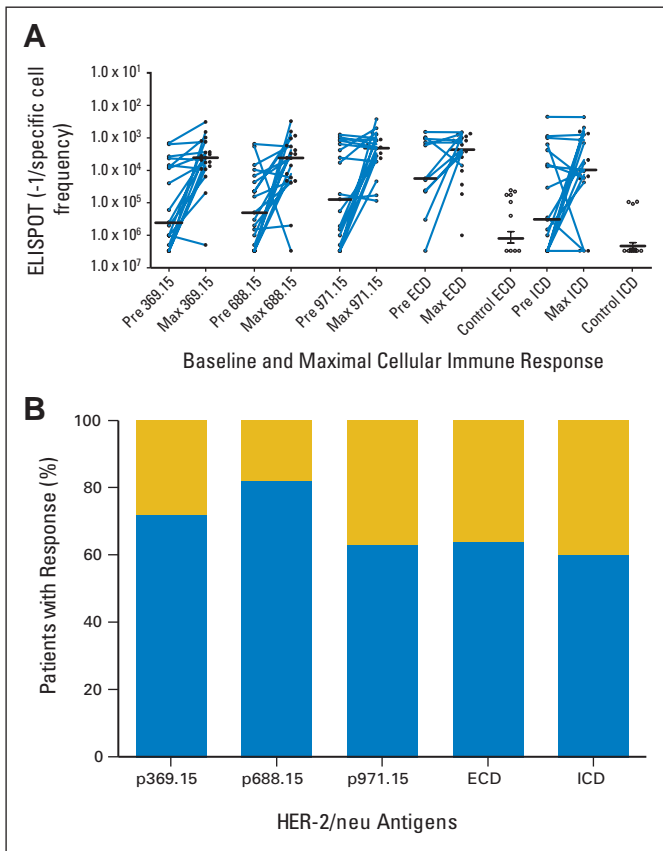 A
1.0 x 10¹
1.0 x 10²
1.0 x 10³
1.0 x 10⁴
1.0 x 10⁵
1.0 x 10⁶
1.0 x 10⁷
ELISPOT (-1/specific cell
frequency)
Pre 369.15
Max 369.15
Pre 688.15
Max 688.15
Pre 971.15
Max 971.15
Pre ECD
Max ECD
Control ECD
Pre ICD
Max ICD
Control ICD
Baseline and Maximal Cellular Immune Response
B
100
80
60
40
20
0
Patients with Response (%)
p369.15
p688.15
p971.15
ECD
ICD
HER-2/neu Antigens